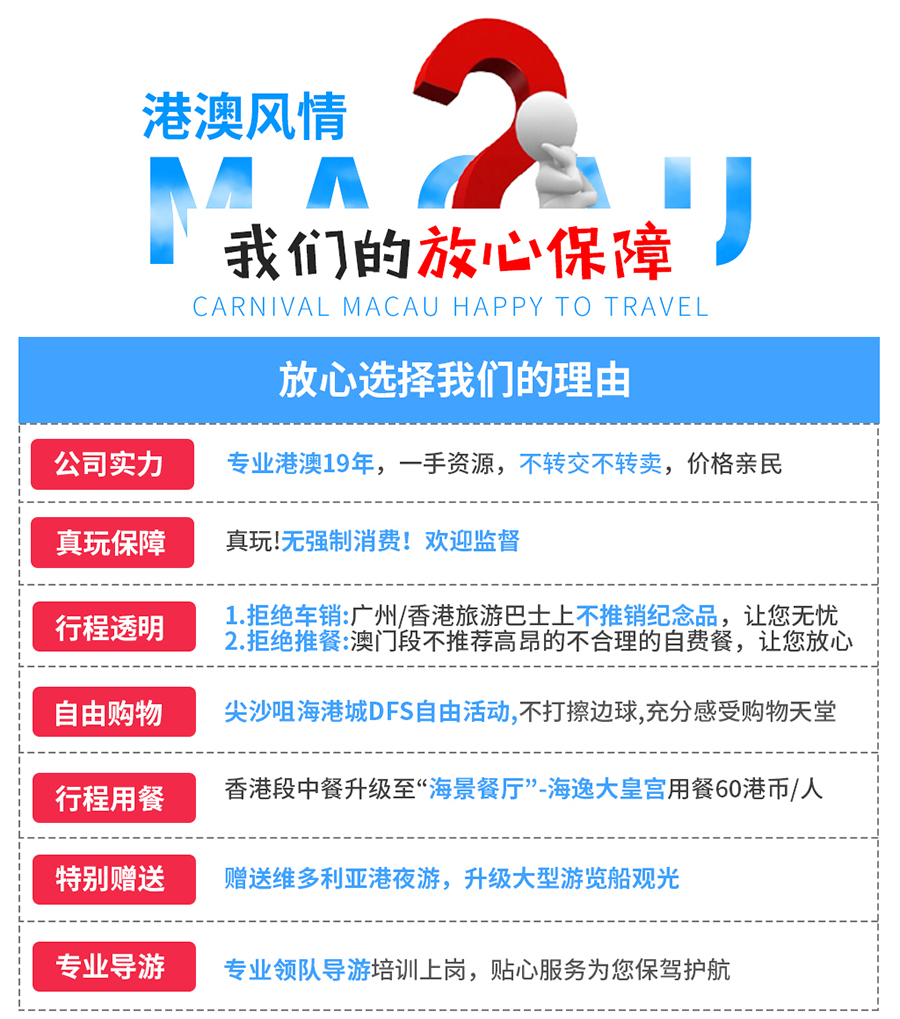 港澳风情
MACAU
我们的放心保障
CARNIVAL MACAU HAPPY TO TRAVEL
放心选择我们的理由
公司实力
专业港澳19年，一手资源，不转交不转卖，价格亲民
真玩保障
真玩!无强制消费！欢迎监督
行程透明
1.拒绝车销:广州/香港旅游巴士上不推销纪念品，让您无忧
2.拒绝推餐:澳门段不推荐高昂的不合理的自费餐，让您放心
自由购物
尖沙咀海港城DFS自由活动,不打擦边球,充分感受购物天堂
行程用餐
香港段中餐升级至“海景餐厅”-海逸大皇宫用餐60港币/人
特别赠送
赠送维多利亚港夜游，升级大型游览船观光
专业导游
专业领队导游培训上岗，贴心服务为您保驾护航